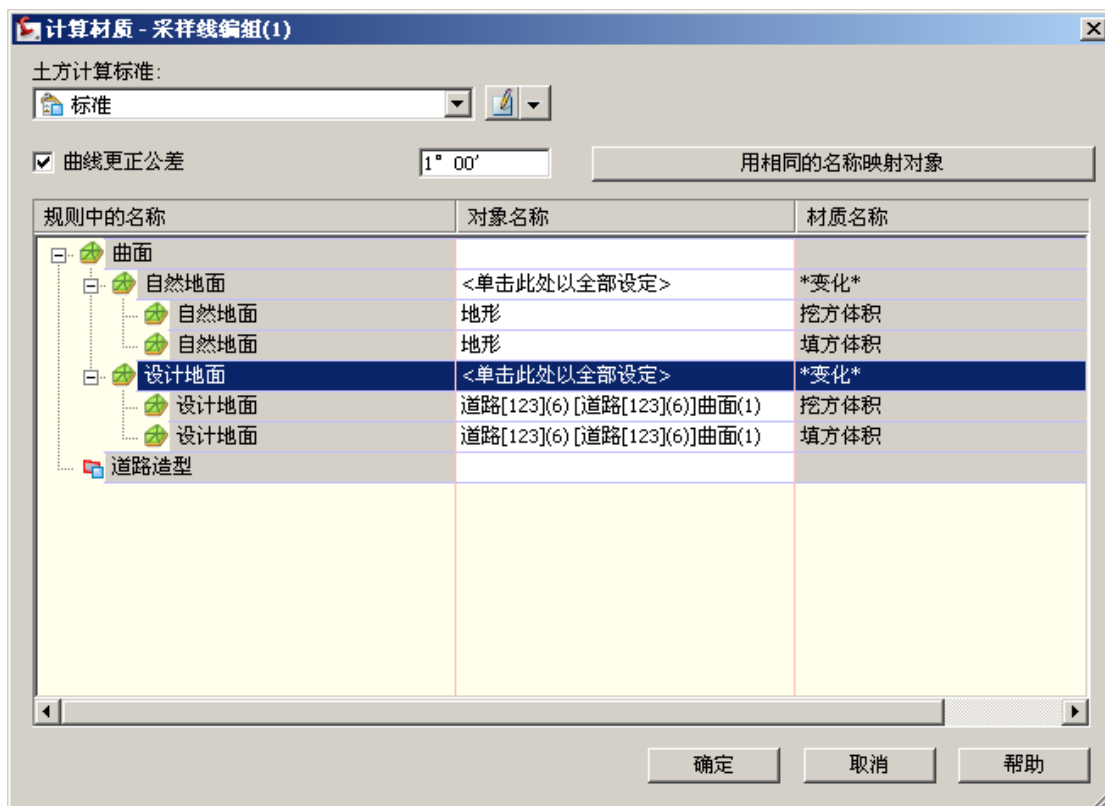 计算材质 - 采样线编组(1)
土方计算标准:
标准
曲线更正公差 1° 00′ 用相同的名称映射对象
规则中的名称 对象名称 材质名称
曲面
自然地面 <单击此处以全部设定> *变化*
自然地面 地形 挖方体积
自然地面 地形 填方体积
设计地面 <单击此处以全部设定> *变化*
设计地面 道路[123](6) [道路[123](6)]曲面(1) 挖方体积
设计地面 道路[123](6) [道路[123](6)]曲面(1) 填方体积
道路造型
确定 取消 帮助